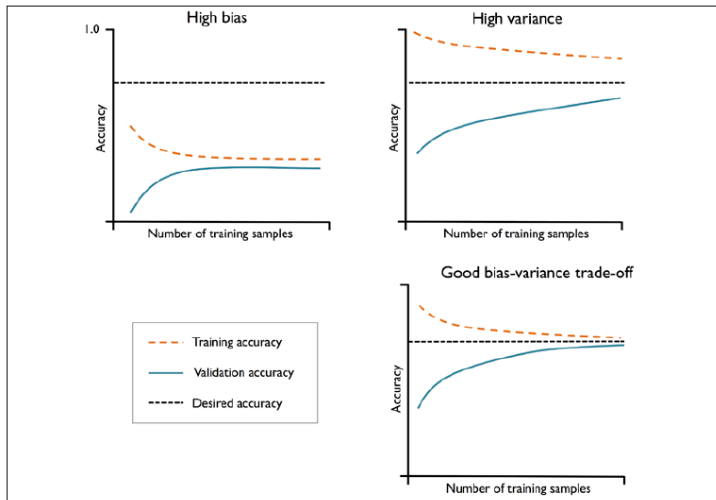 High bias
1.0
Accuracy
Number of training samples
High variance
Accuracy
Number of training samples
Good bias-variance trade-off
Accuracy
Number of training samples
Training accuracy
Validation accuracy
Desired accuracy